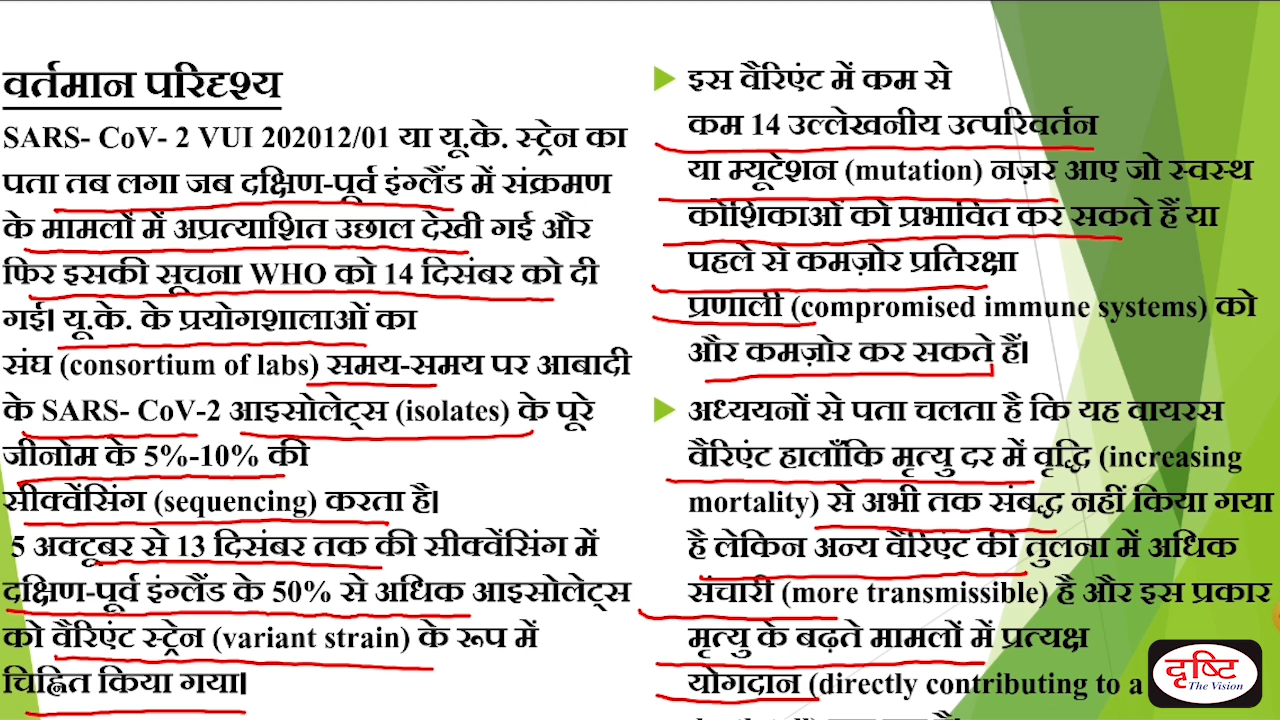 वर्तमान परिदृश्य
SARS- CoV- 2 VUI 202012/01 या यू.के. स्ट्रेन का
पता तब लगा जब दक्षिण-पूर्व इंग्लैंड में संक्रमण
के मामलों में अप्रत्याशित उछाल देखी गई और
फिर इसकी सूचना WHO को 14 दिसंबर को दी
गई। यू.के. के प्रयोगशालाओं का
संघ (consortium of labs) समय-समय पर आबादी
के SARS- CoV-2 आइसोलेट्स (isolates) के पूरे
जीनोम के 5%-10% की
सीक्वेंसिंग (sequencing) करता है।
5 अक्टूबर से 13 दिसंबर तक की सीक्वेंसिंग में
दक्षिण-पूर्व इंग्लैंड के 50% से अधिक आइसोलेट्स
को वैरिएंट स्ट्रेन (variant strain) के रूप में
चिह्नित किया गया।
इस वैरिएंट में कम से
कम 14 उल्लेखनीय उत्परिवर्तन
या म्यूटेशन (mutation) नज़र आए जो स्वस्थ
कोशिकाओं को प्रभावित कर सकते हैं या
पहले से कमज़ोर प्रतिरक्षा
प्रणाली (compromised immune systems) को
और कमज़ोर कर सकते हैं।
अध्ययनों से पता चलता है कि यह वायरस
वैरिएंट हालाँकि मृत्यु दर में वृद्धि (increasing
mortality) से अभी तक संबद्ध नहीं किया गया
है लेकिन अन्य वैरिएंट की तुलना में अधिक
संचारी (more transmissible) है और इस प्रकार
मृत्यु के बढ़ते मामलों में प्रत्यक्ष
योगदान (directly contributing to a
दृष्टि
The Vision